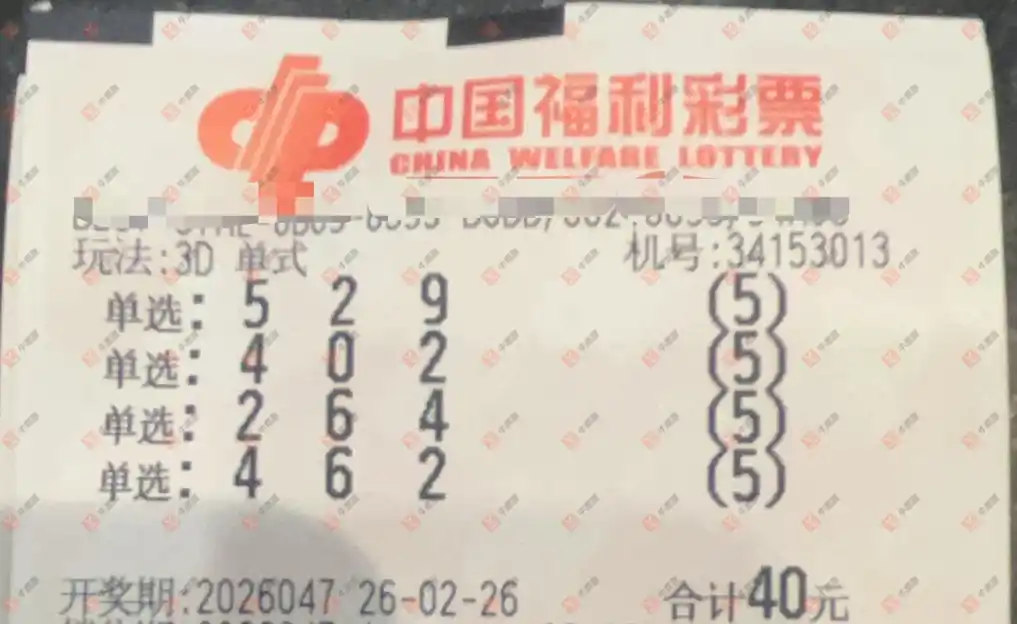 中国福利彩票
CHINA WELFARE LOTTERY
玩法:3D 单式 机号:34153013
单选: 5 2 9 (5)
单选: 4 0 2 (5)
单选: 2 6 4 (5)
单选: 4 6 2 (5)
开奖期:2026047 26-02-26 合计40元